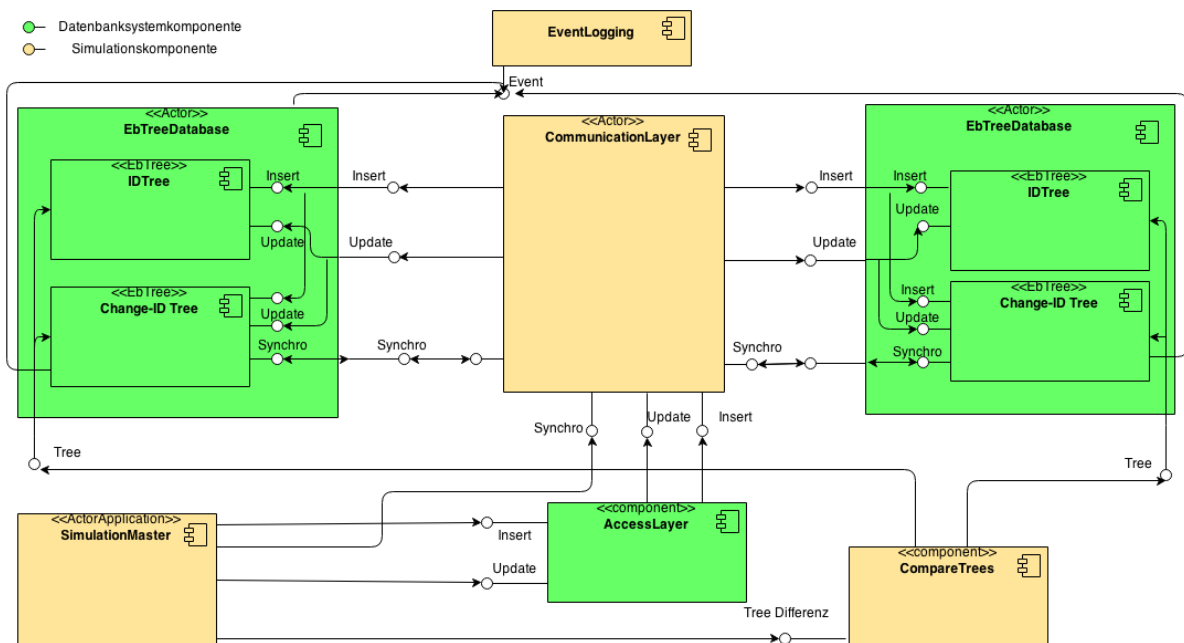 Datenbanksystemkomponente
Simulationskomponente
EventLogging
Event
<<Actor>>
EbTreeDatabase
<<EbTree>>
IDTree
Insert
Update
<<EbTree>>
Change-ID Tree
Update
Synchro
Insert
Update
Synchro
<<Actor>>
CommunicationLayer
Insert
Update
Synchro
<<Actor>>
EbTreeDatabase
Insert
<<EbTree>>
IDTree
Update
Insert
<<EbTree>>
Change-ID Tree
Update
Synchro
Synchro
Update
Insert
Tree
Tree
<<ActorApplication>>
SimulationMaster
Insert
Update
<<component>>
AccessLayer
<<component>>
CompareTrees
Tree Differenz